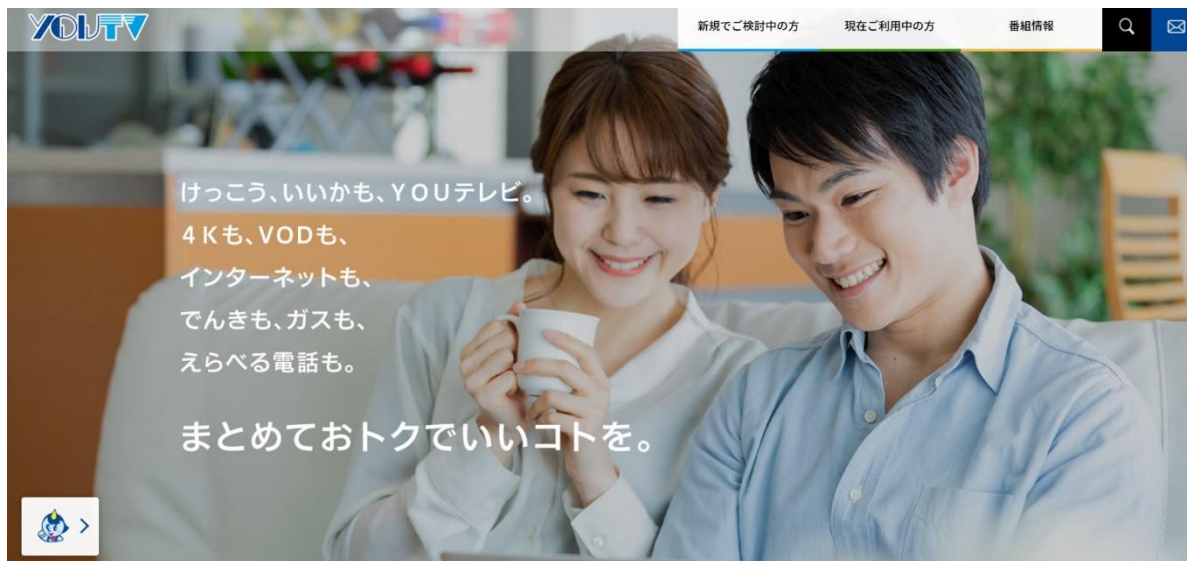 YOUTV
新規でご検討中の方
現在ご利用中の方
番組情報
けっこう、いいかも、YOUテレビ。
4Kも、VODも、
インターネットも、
でんきも、ガスも、
えらべる電話も。
まとめておトクでいいコトを。